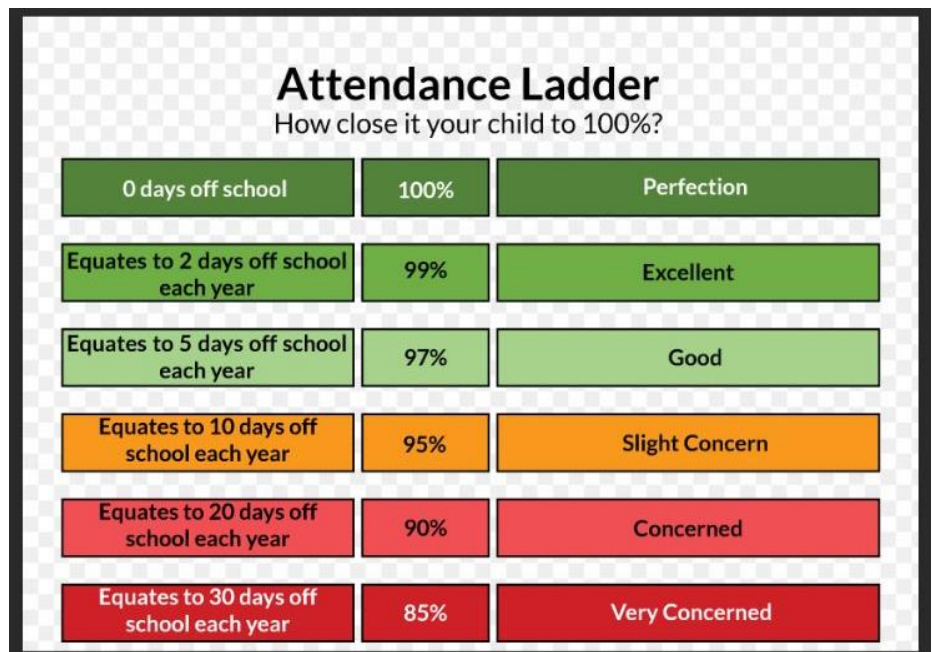 Attendance Ladder
How close it your child to 100%?
0 days off school 100% Perfection
Equates to 2 days off school
each year 99% Excellent
Equates to 5 days off school
each year 97% Good
Equates to 10 days off
school each year 95% Slight Concern
Equates to 20 days off
school each year 90% Concerned
Equates to 30 days off
school each year 85% Very Concerned